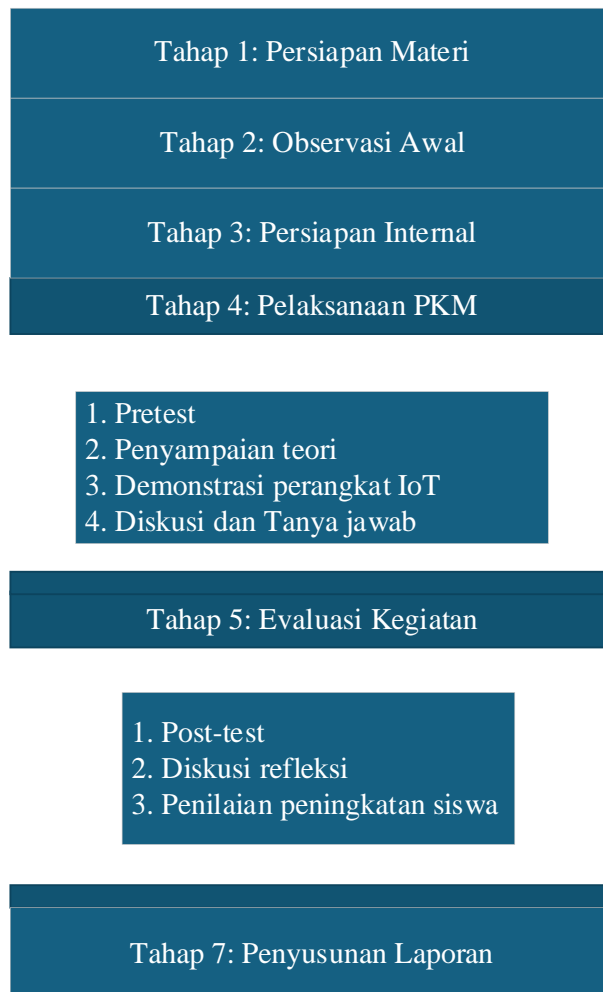 Tahap 1: Persiapan Materi
Tahap 2: Observasi Awal
Tahap 3: Persiapan Internal
Tahap 4: Pelaksanaan PKM
1. Pretest
2. Penyampaian teori
3. Demonstrasi perangkat IoT
4. Diskusi dan Tanya jawab
Tahap 5: Evaluasi Kegiatan
1. Post-test
2. Diskusi refleksi
3. Penilaian peningkatan siswa
Tahap 7: Penyusunan Laporan